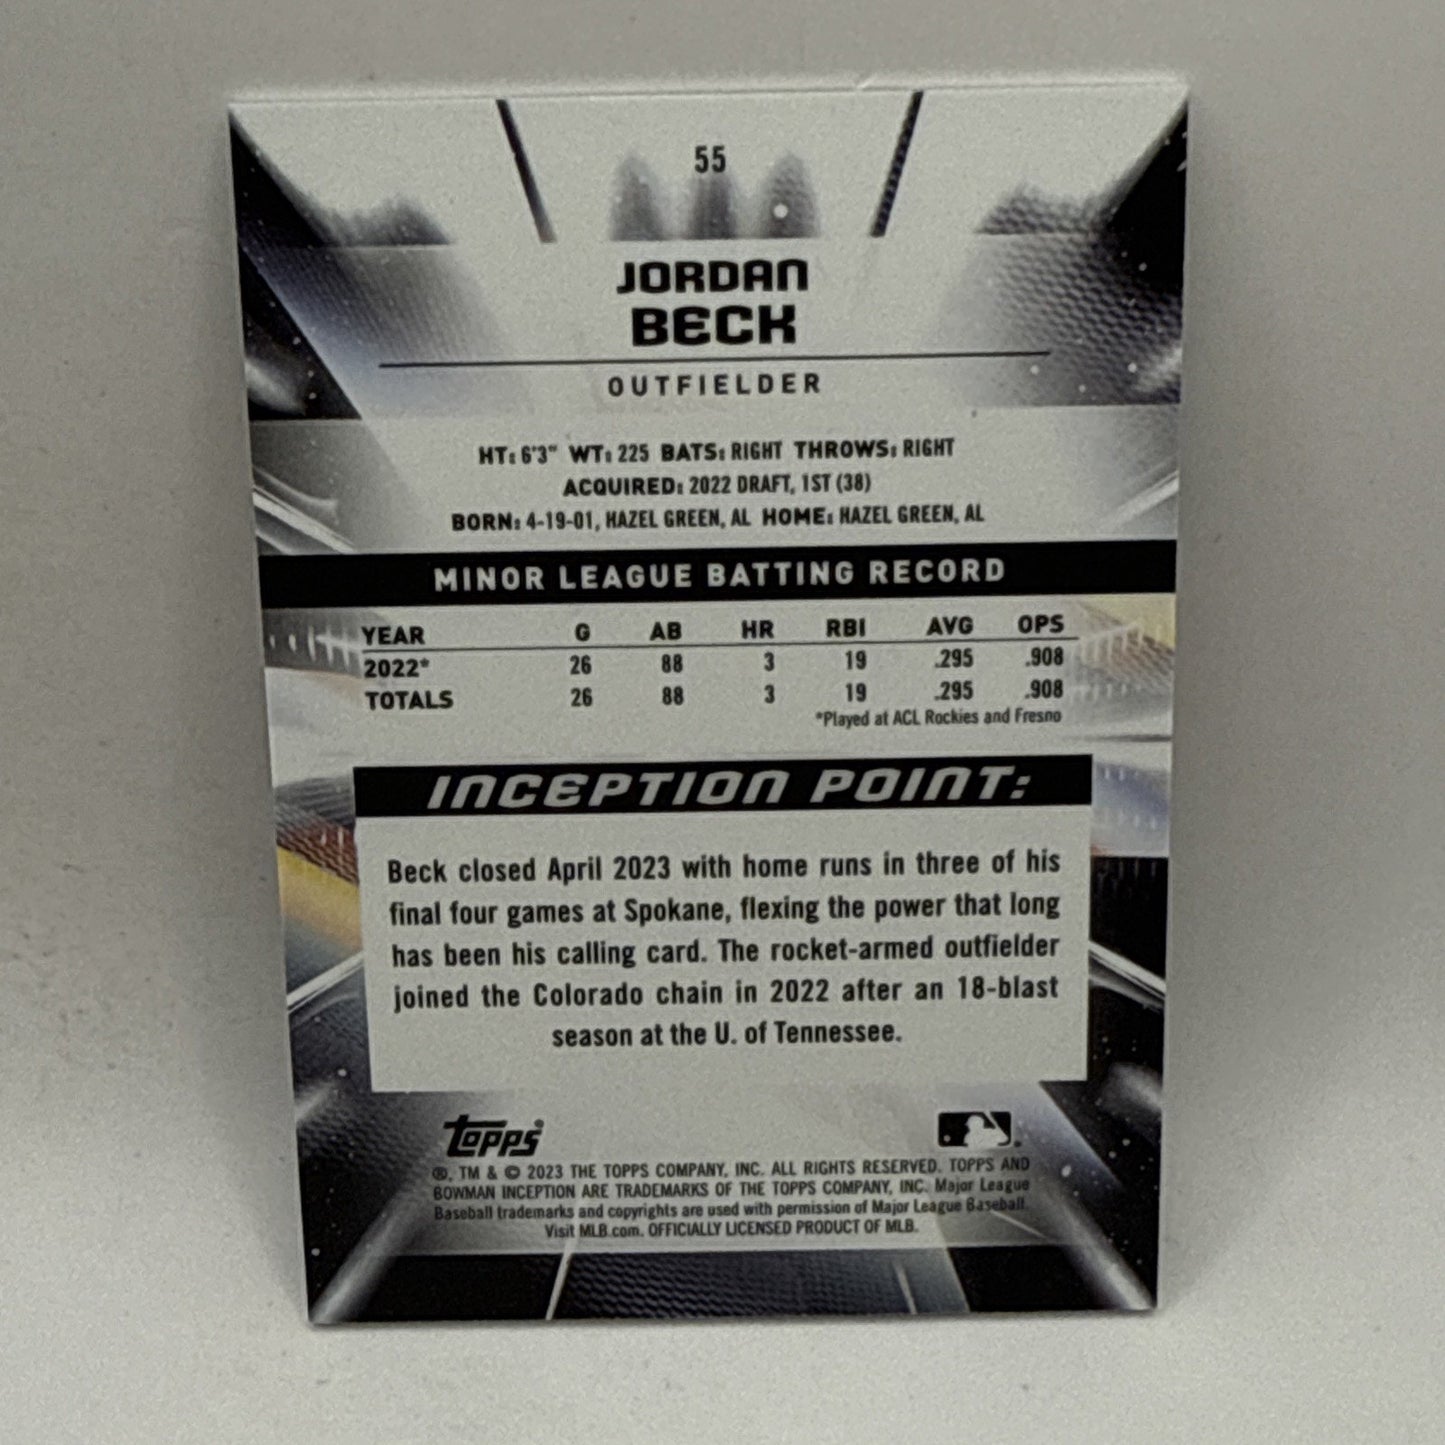 55
JORDAN
BECK
OUTFIELDER
HT: 6'3" WT: 225 BATS: RIGHT THROWS: RIGHT
ACQUIRED: 2022 DRAFT, 1ST (38)
BORN: 4-19-01, HAZEL GREEN, AL HOME: HAZEL GREEN, AL
MINOR LEAGUE BATTING RECORD
YEAR G AB HR RBI AVG OPS
2022* 26 88 3 19 .295 .908
TOTALS 26 88 3 19 .295 .908
*Played at ACL Rockies and Fresno
INCEPTION POINT:
Beck closed April 2023 with home runs in three of his
final four games at Spokane, flexing the power that long
has been his calling card. The rocket-armed outfielder
joined the Colorado chain in 2022 after an 18-blast
season at the U. of Tennessee.
Topps®
®, TM & © 2023 THE TOPPS COMPANY, INC. ALL RIGHTS RESERVED. TOPPS AND
BOWMAN INCEPTION ARE TRADEMARKS OF THE TOPPS COMPANY, INC. Major League
Baseball trademarks and copyrights are used with permission of Major League Baseball.
Visit MLB.com. OFFICIALLY LICENSED PRODUCT OF MLB.